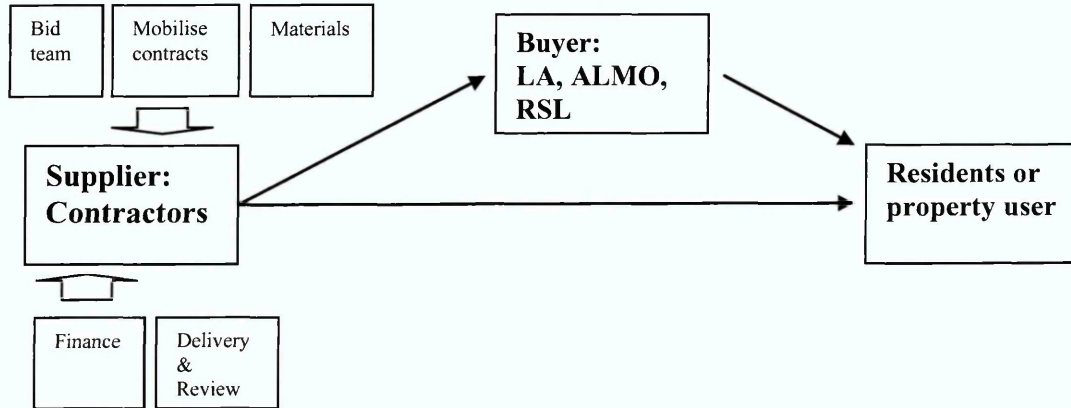 Bid
team
Mobilise
contracts
Materials
Buyer:
LA, ALMO,
RSL
Supplier:
Contractors
Residents or
property user
Finance
Delivery
&
Review